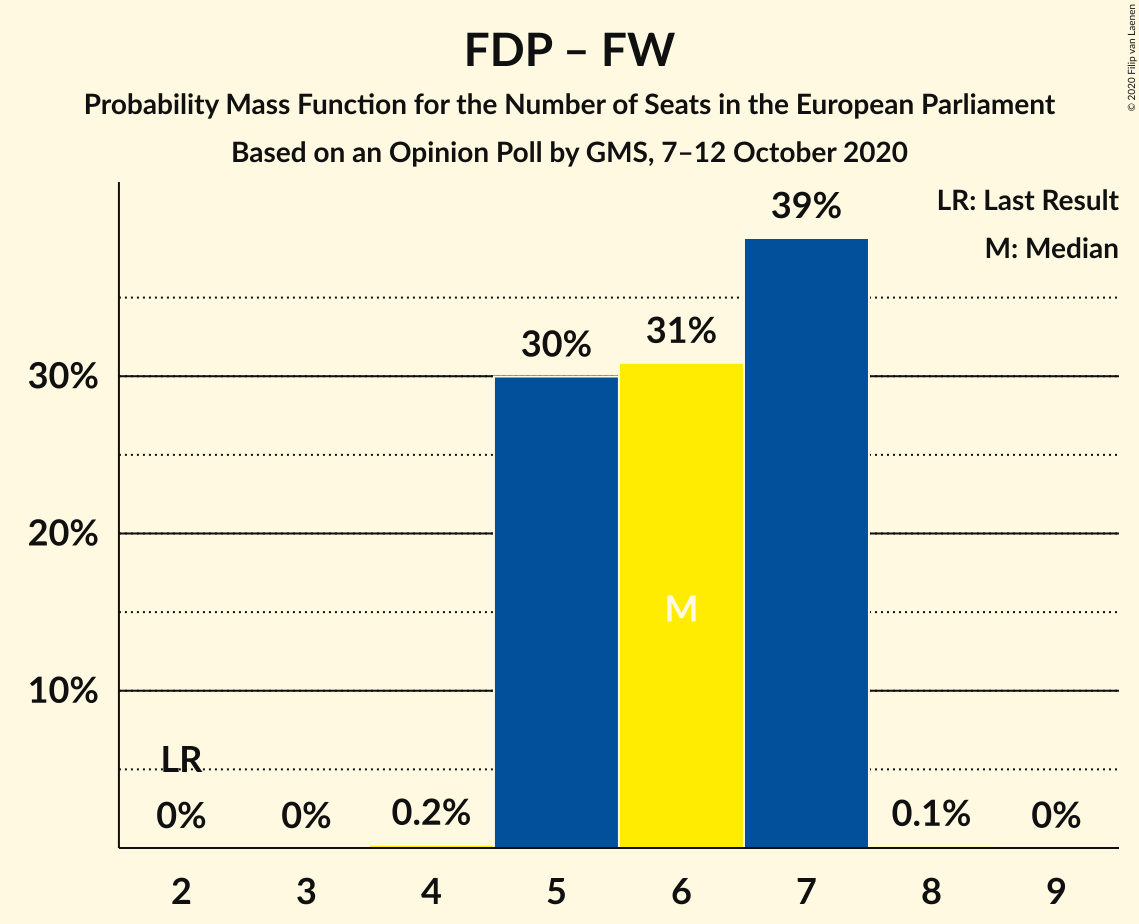 FDP – FW
Probability Mass Function for the Number of Seats in the European Parliament
Based on an Opinion Poll by GMS, 7–12 October 2020
© 2020 Filip van Laenen
LR: Last Result
M: Median
39%
31%
30%
30%
20%
10%
M
LR
0%
0%
0.2%
0.1%
0%
2 3 4 5 6 7 8 9